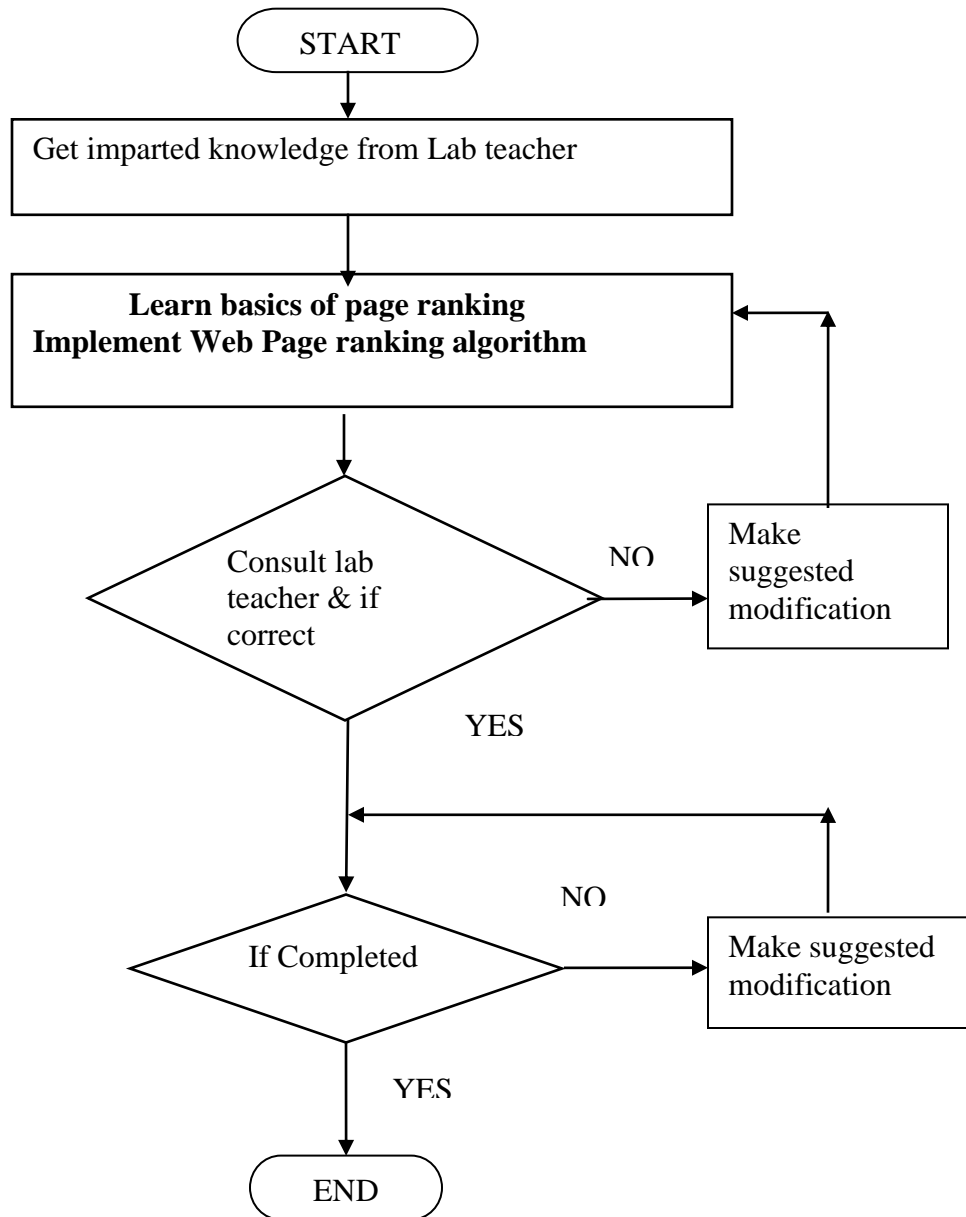 START
Get imparted knowledge from Lab teacher
Learn basics of page ranking
Implement Web Page ranking algorithm
Consult lab
teacher & if
correct
NO
Make
suggested
modification
YES
NO
If Completed
Make suggested
modification
YES
END